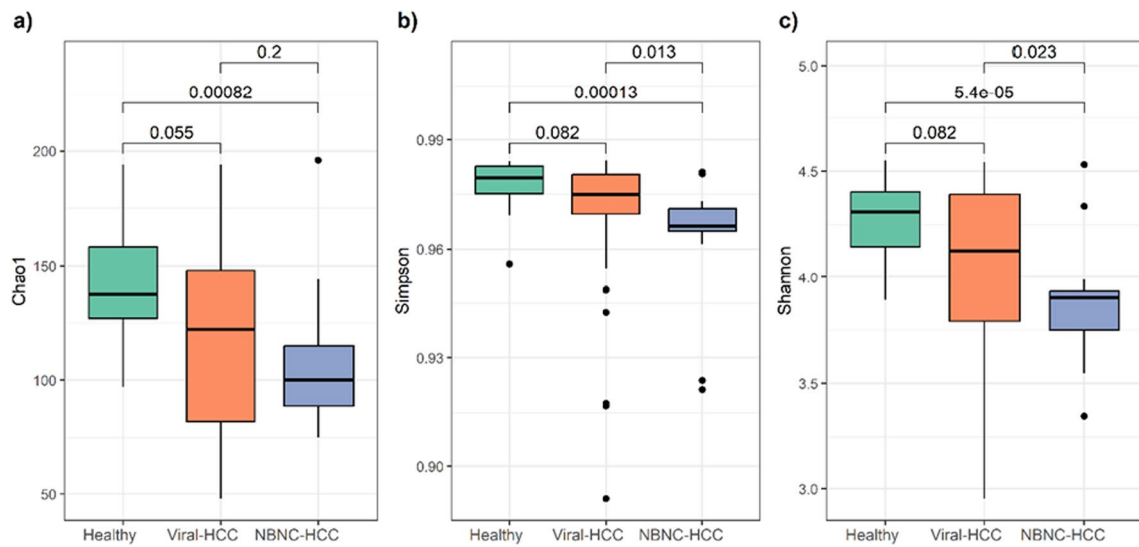 a)
0.2
0.00082
0.055
200
150
100
50
Chao1
Healthy Viral-HCC NBNC-HCC
b)
0.013
0.00013
0.082
0.99
0.96
0.93
0.90
Simpson
Healthy Viral-HCC NBNC-HCC
c)
0.023
5.4e-05
0.082
5.0
4.5
4.0
3.5
3.0
Shannon
Healthy Viral-HCC NBNC-HCC